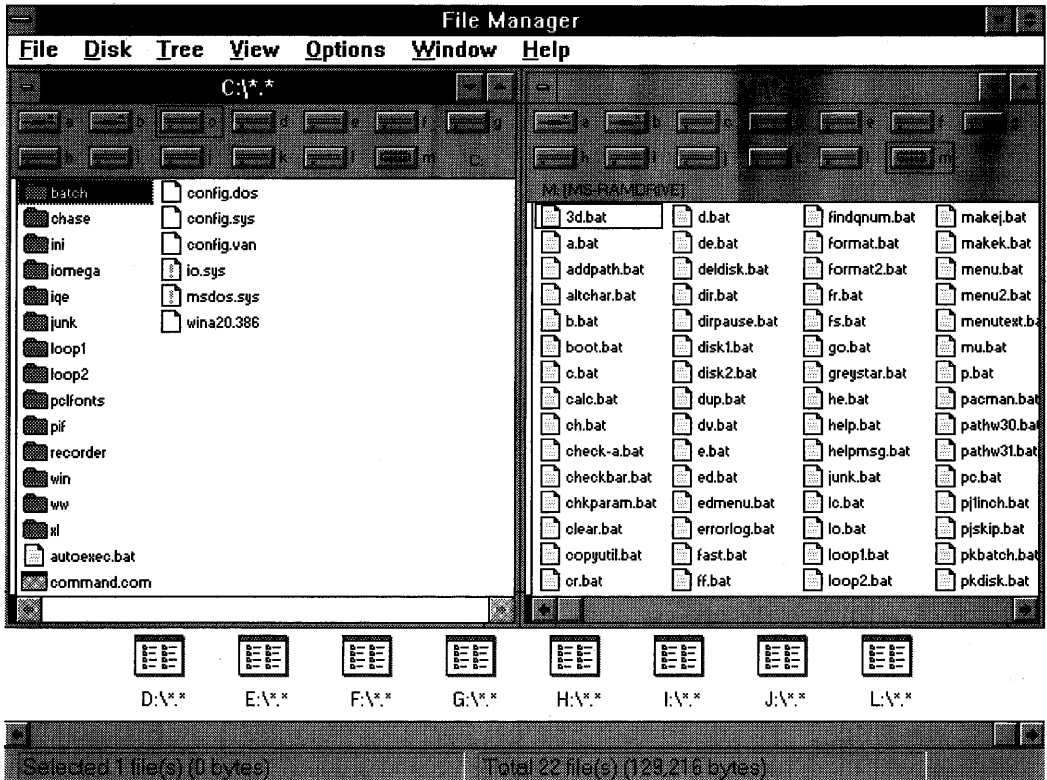 File Manager
File Disk Tree View Options Window Help
C:\*.*
a b c d e f g
h i j k l m C:
a b c d e f g
h i j k l m
M: [MS-RAMDRIVE]
batch
chase
ini
iomega
iqe
junk
loop1
loop2
pclfonts
pif
recorder
win
ww
xl
autoexec.bat
command.com
config.dos
config.sys
config.van
io.sys
msdos.sys
wina20.386
3d.bat
a.bat
addpath.bat
altchar.bat
b.bat
boot.bat
c.bat
calc.bat
ch.bat
check-a.bat
checkbar.bat
chkparam.bat
clear.bat
copyutil.bat
cr.bat
d.bat
de.bat
deldisk.bat
dir.bat
dirpause.bat
disk1.bat
disk2.bat
dup.bat
dv.bat
e.bat
ed.bat
edmenu.bat
errorlog.bat
fast.bat
ff.bat
findqnum.bat
format.bat
format2.bat
fr.bat
fs.bat
go.bat
greystar.bat
he.bat
help.bat
helpmsg.bat
junk.bat
lc.bat
lo.bat
loop1.bat
loop2.bat
makej.bat
makek.bat
menu.bat
menu2.bat
menutext.ba
mu.bat
p.bat
pacman.bat
pathw30.ba
pathw31.bat
pc.bat
pj1inch.bat
pjskip.bat
pkbatch.bat
pkdisk.bat
D:\*.* E:\*.* F:\*.* G:\*.* H:\*.* I:\*.* J:\*.* L:\*.*
Selected 1 file(s) (0 bytes) Total 22 file(s) (129,216 bytes)